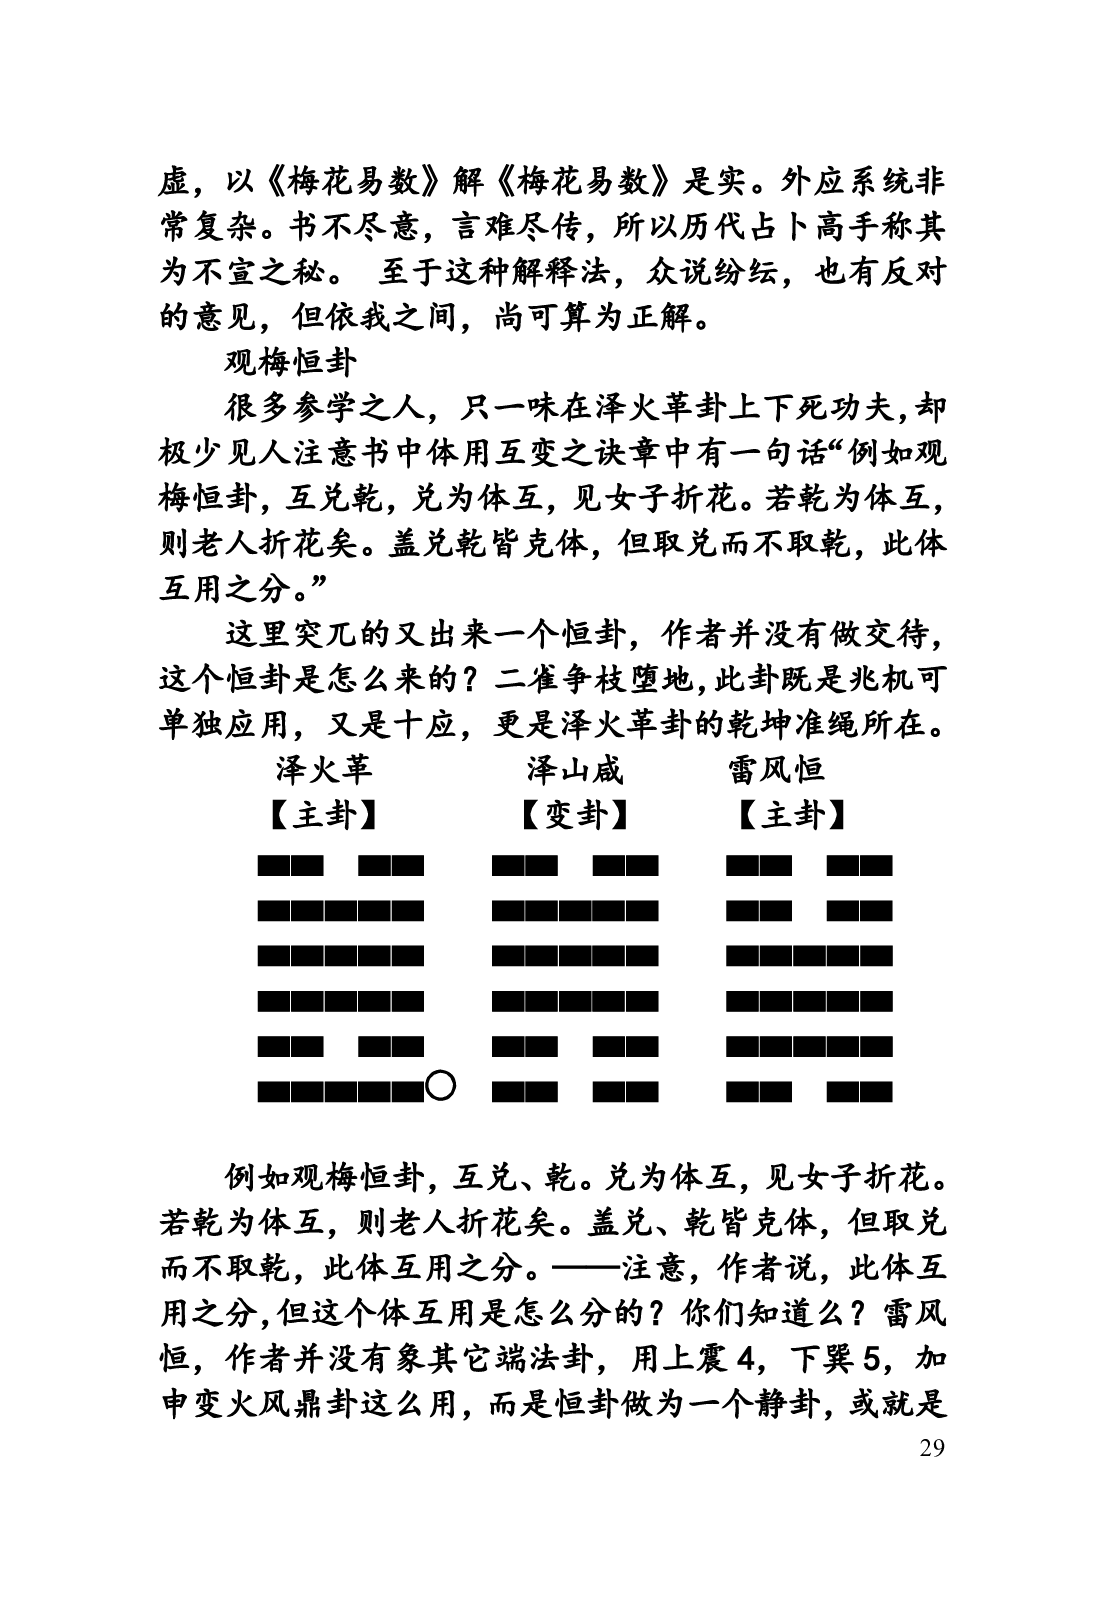 虚，以《梅花易数》解《梅花易数》是实。外应系统非
常复杂。书不尽意，言难尽传，所以历代占卜高手称其
为不宣之秘。 至于这种解释法，众说纷纭，也有反对
的意见，但依我之间，尚可算为正解。
观梅恒卦
很多参学之人，只一味在泽火革卦上下死功夫，却
极少见人注意书中体用互变之诀章中有一句话“例如观
梅恒卦，互兑乾，兑为体互，见女子折花。若乾为体互，
则老人折花矣。盖兑乾皆克体，但取兑而不取乾，此体
互用之分。”
这里突兀的又出来一个恒卦，作者并没有做交待，
这个恒卦是怎么来的？二雀争枝堕地，此卦既是兆机可
单独应用，又是十应，更是泽火革卦的乾坤准绳所在。
泽火革 泽山咸 雷风恒
【主卦】 【变卦】 【主卦】
例如观梅恒卦，互兑、乾。兑为体互，见女子折花。
若乾为体互，则老人折花矣。盖兑、乾皆克体，但取兑
而不取乾，此体互用之分。——注意，作者说，此体互
用之分，但这个体互用是怎么分的？你们知道么？雷风
恒，作者并没有象其它端法卦，用上震 4，下巽 5，加
申变火风鼎卦这么用，而是恒卦做为一个静卦，或就是
29